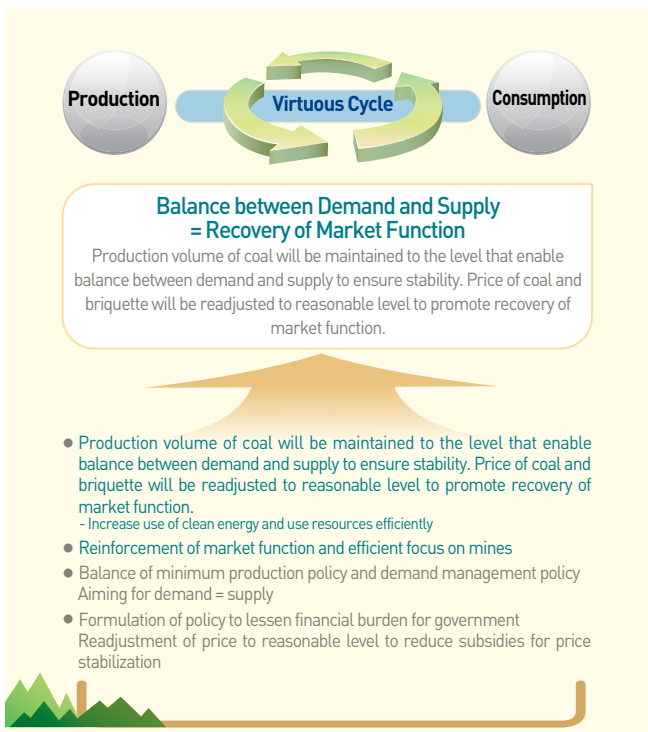 Production
Virtuous Cycle
Consumption
Balance between Demand and Supply
= Recovery of Market Function
Production volume of coal will be maintained to the level that enable
balance between demand and supply to ensure stability. Price of coal and
briquette will be readjusted to reasonable level to promote recovery of
market function.
● Production volume of coal will be maintained to the level that enable
balance between demand and supply to ensure stability. Price of coal and
briquette will be readjusted to reasonable level to promote recovery of
market function.
- Increase use of clean energy and use resources efficiently
● Reinforcement of market function and efficient focus on mines
● Balance of minimum production policy and demand management policy
Aiming for demand = supply
● Formulation of policy to lessen financial burden for government
Readjustment of price to reasonable level to reduce subsidies for price
stabilization